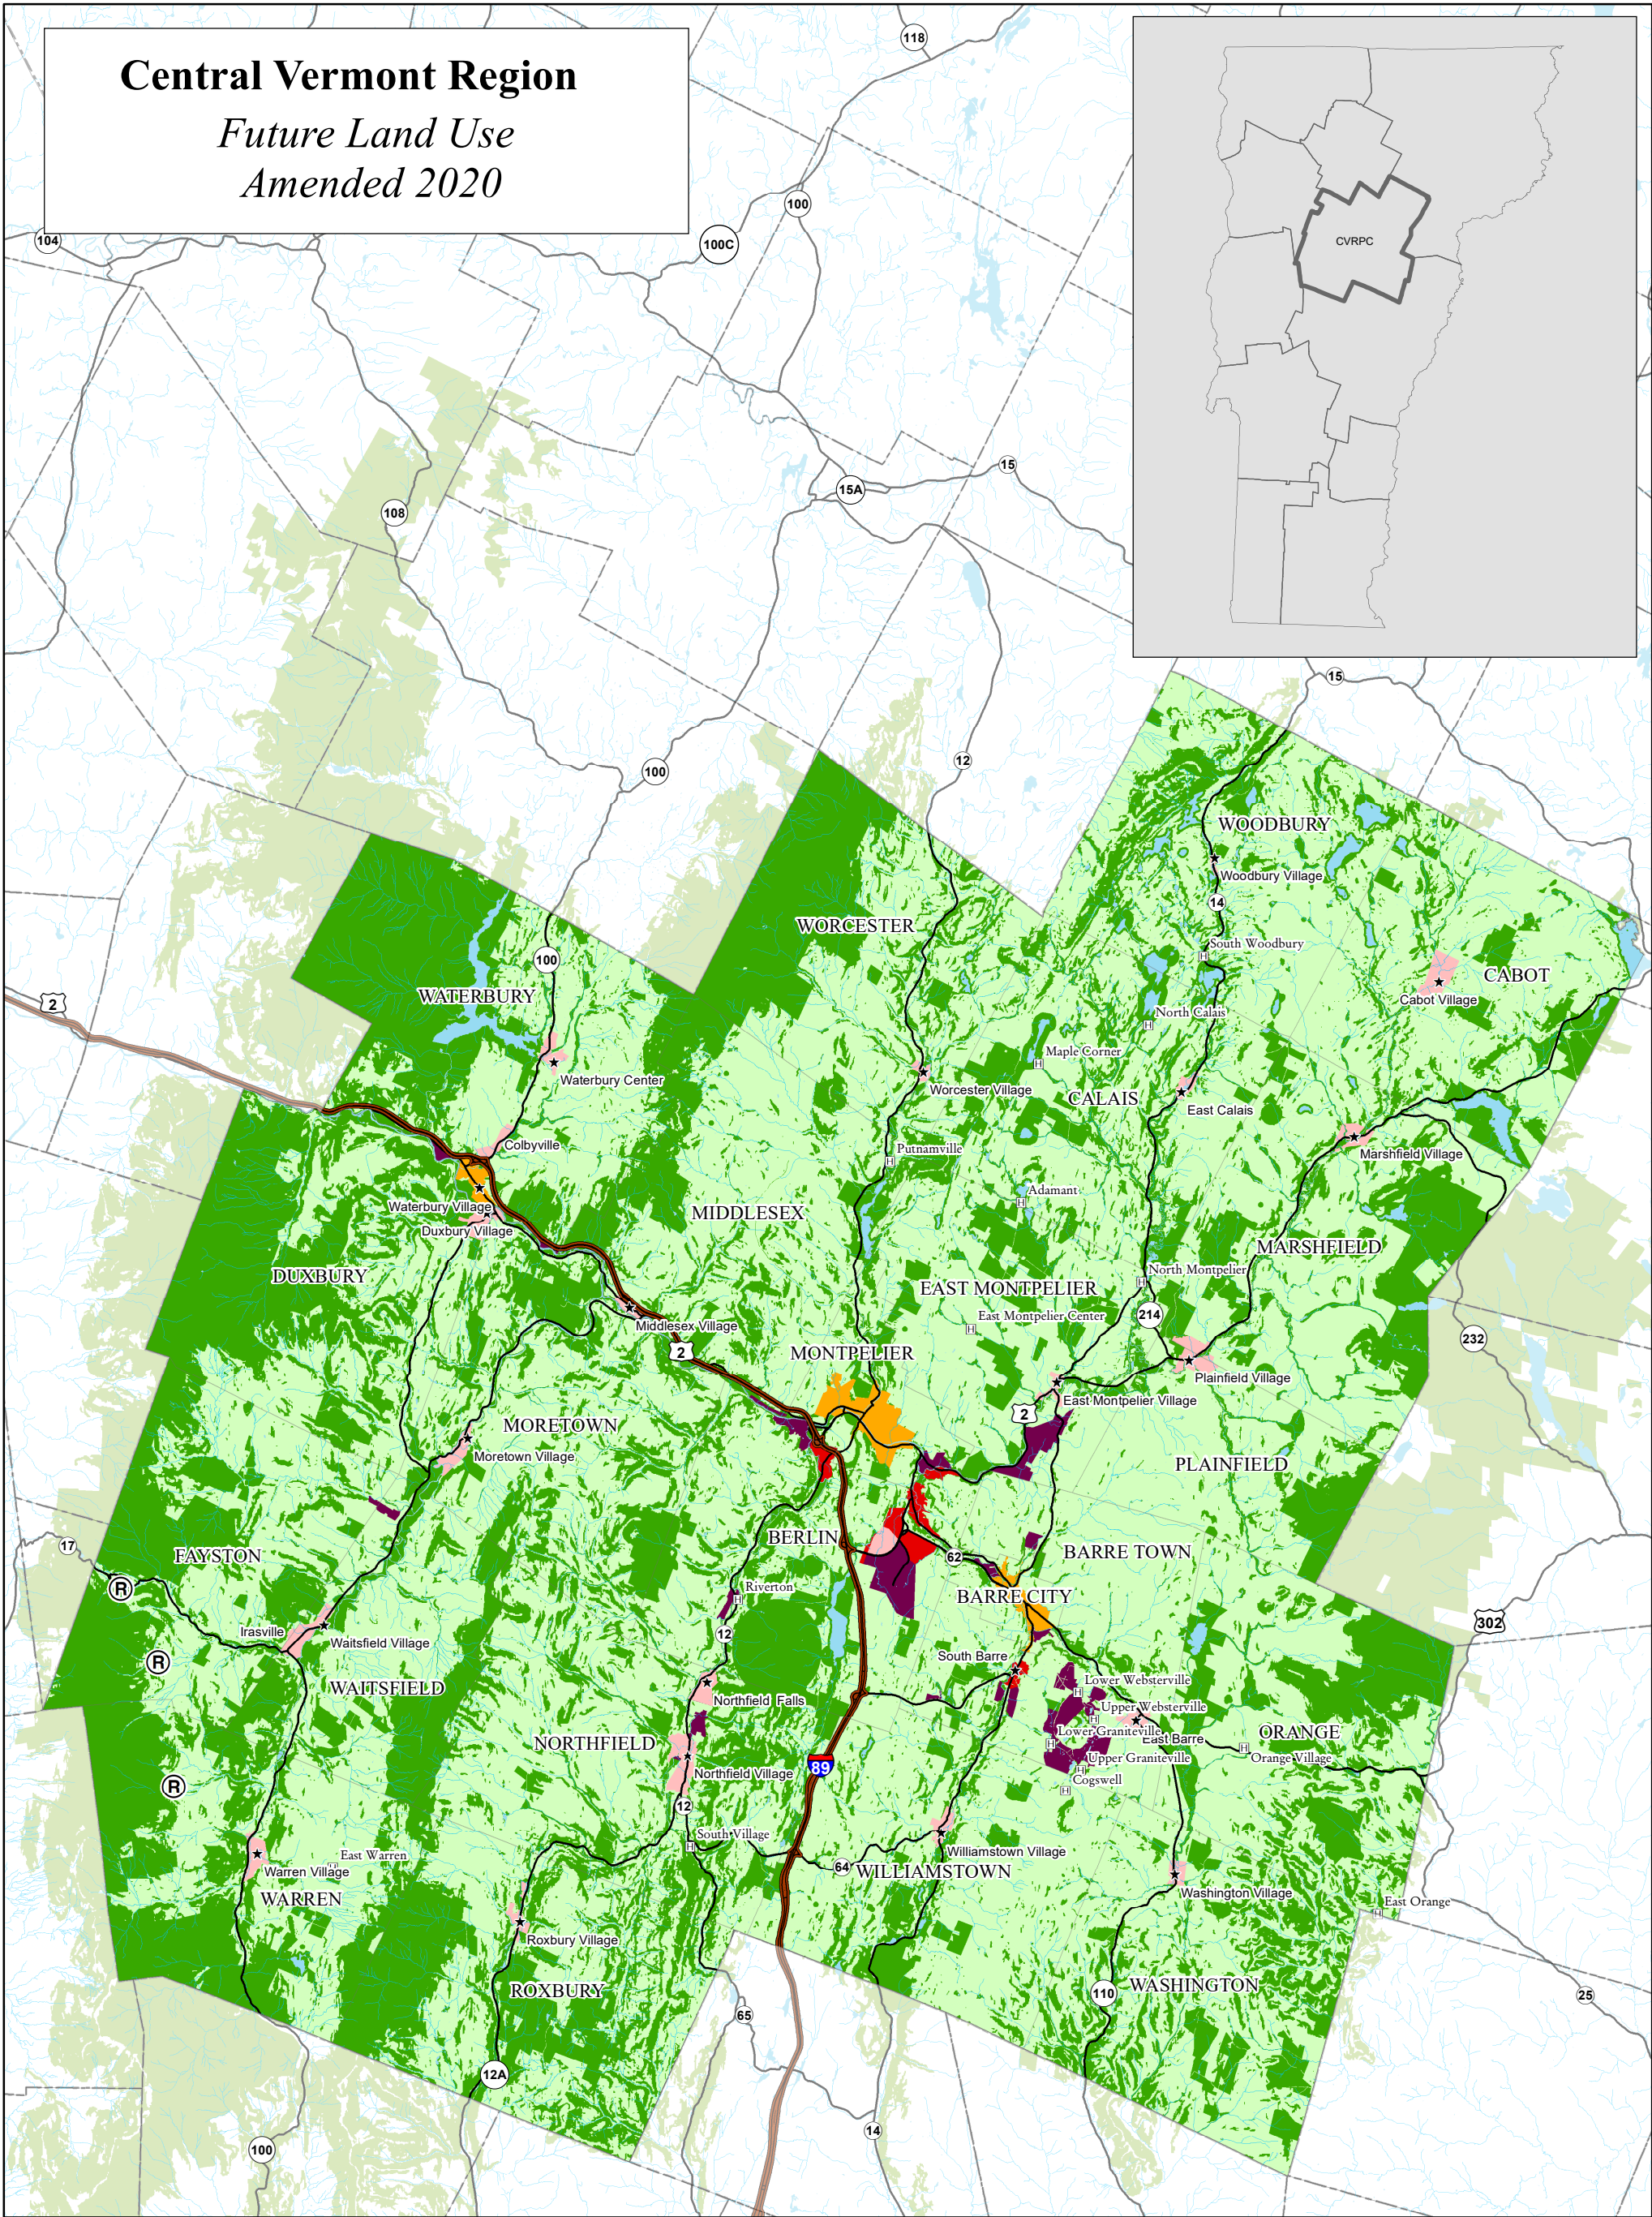 Central Vermont Region
Future Land Use
Amended 2020
118
104
100
100C
CVRPC
15
15A
108
15
12
100
WOODBURY
Woodbury Village
14
WORCESTER
South Woodbury
100
CABOT
WATERBURY
Cabot Village
2
North Calais
Maple Corner
Waterbury Center
Worcester Village
CALAIS
East Calais
Colbyville
Putnamville
Marshfield Village
Adamant
Waterbury Village
MIDDLESEX
Duxbury Village
MARSHFIELD
DUXBURY
North Montpelier
EAST MONTPELIER
East Montpelier Center
214
Middlesex Village
232
2
MONTPELIER
Plainfield Village
East Montpelier Village
2
MORETOWN
Moretown Village
PLAINFIELD
BERLIN
17
FAYSTON
62
BARRE TOWN
R
Riverton
BARRE CITY
302
Irasville
12
Waitsfield Village
South Barre
R
Lower Websterville
WAITSFIELD
Northfield Falls
Upper Websterville
Lower Graniteville
ORANGE
East Barre
NORTHFIELD
Upper Graniteville
Orange Village
89
Northfield Village
Cogswell
R
12
South Village
Williamstown Village
East Warren
64
WILLIAMSTOWN
Warren Village
Washington Village
WARREN
East Orange
Roxbury Village
WASHINGTON
ROXBURY
110
25
65
12A
14
100